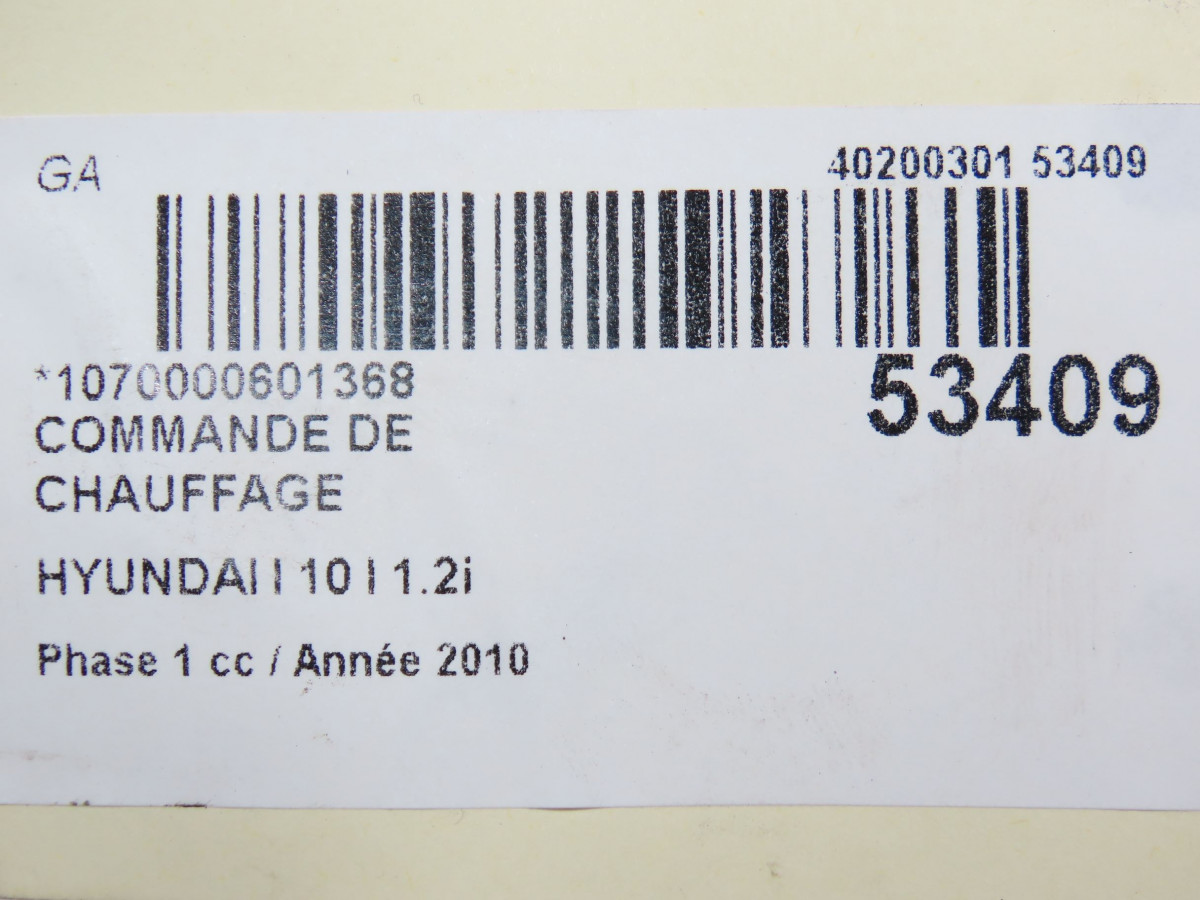 GA
40200301 53409
*1070000601368
53409
COMMANDE DE
CHAUFFAGE
HYUNDAI I 10 I 1.2i
Phase 1 cc / Année 2010